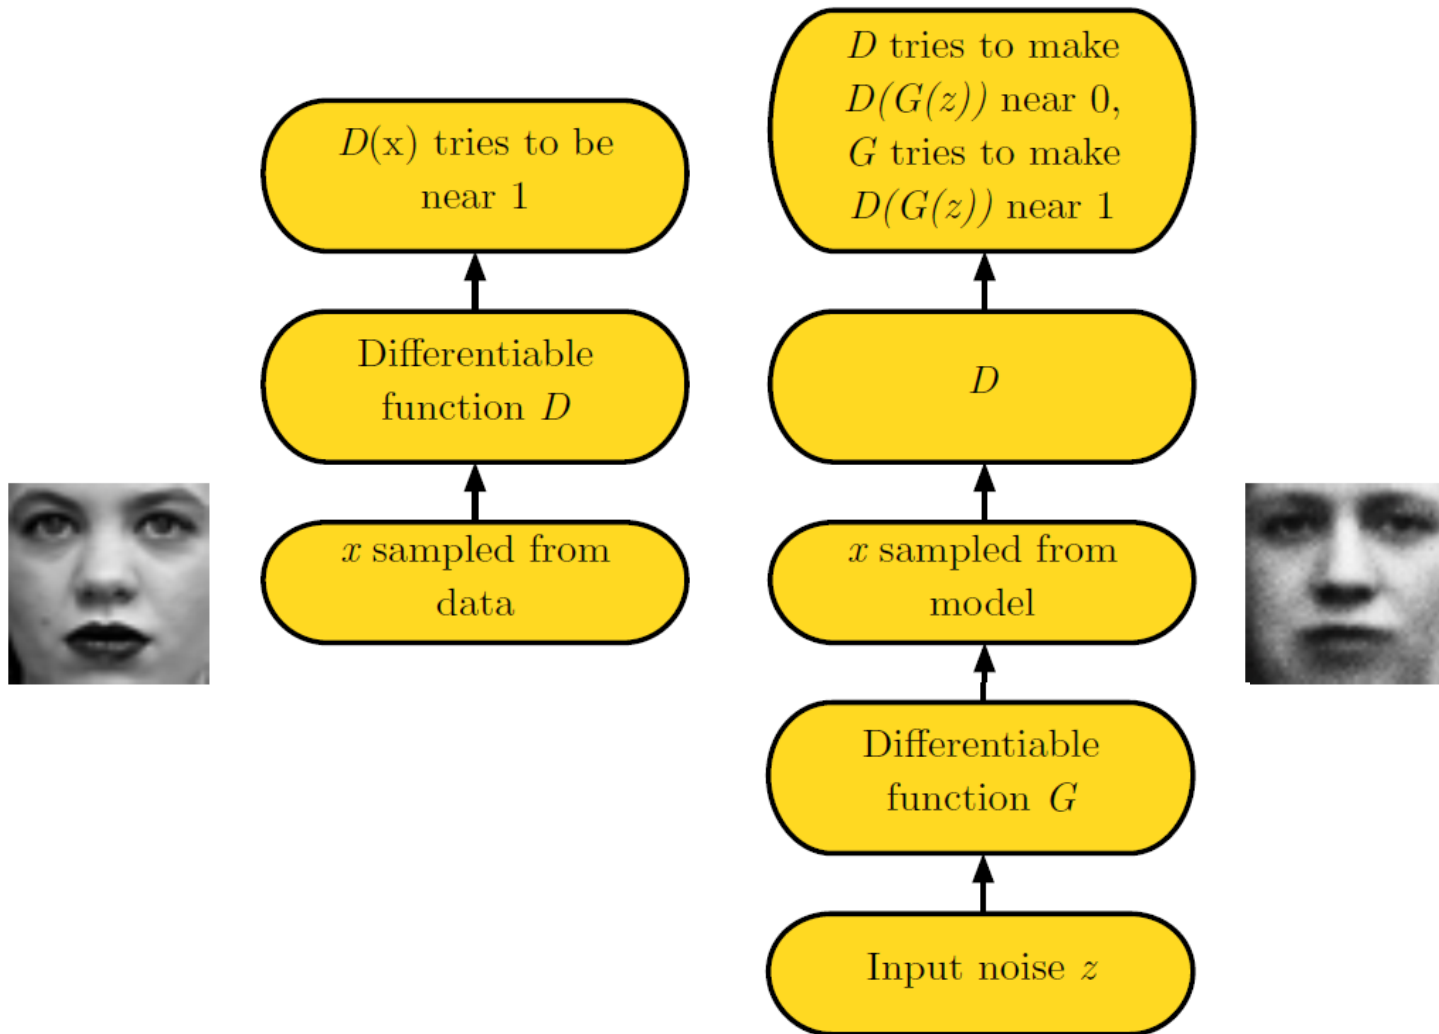 D(x) tries to be
near 1
Differentiable
function D
x sampled from
data
D tries to make
D(G(z)) near 0,
G tries to make
D(G(z)) near 1
D
x sampled from
model
Differentiable
function G
Input noise z